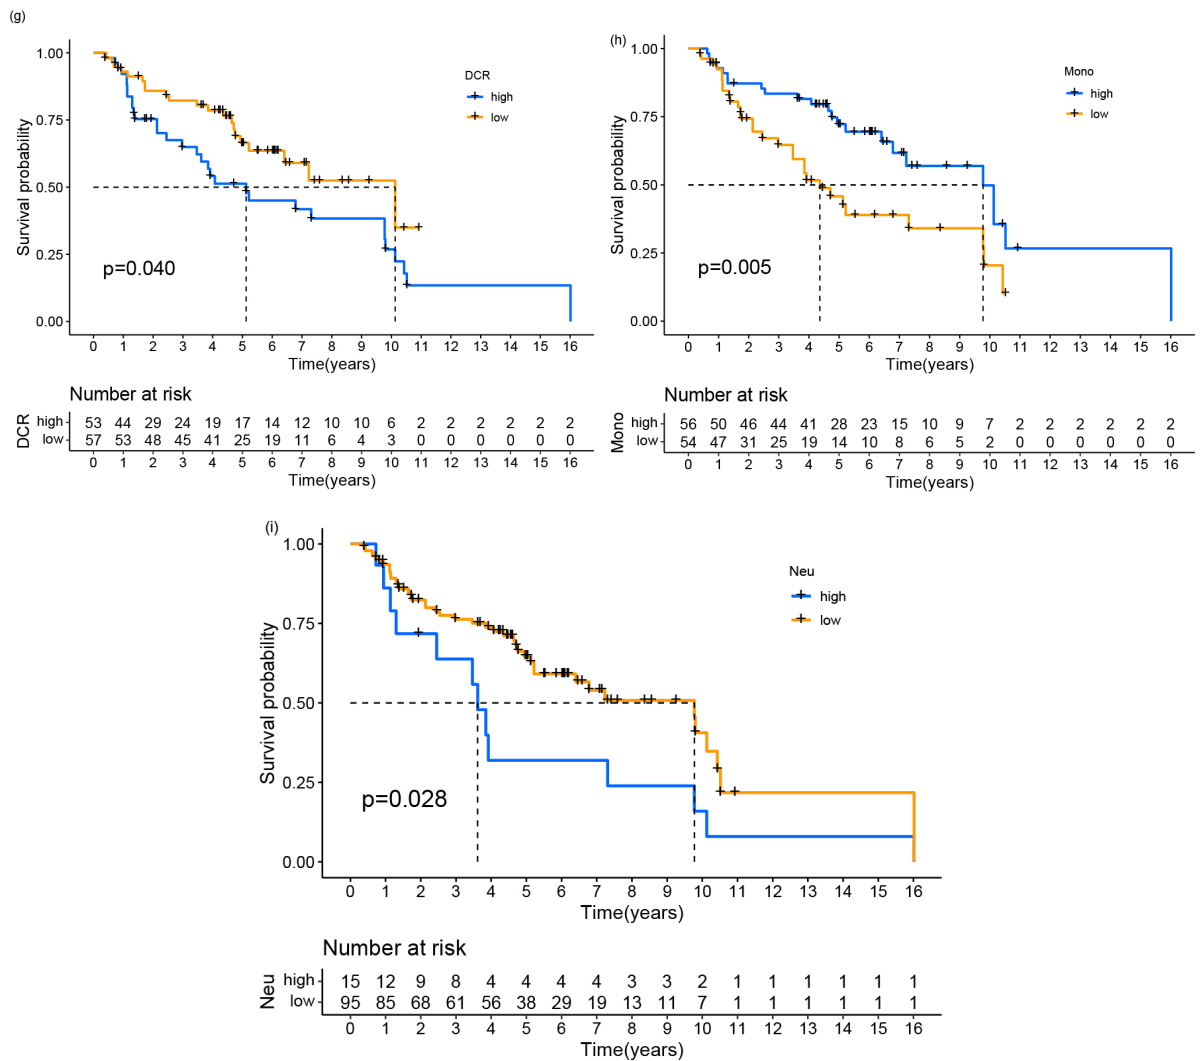 (g)
1.00
0.75
0.50
0.25
0.00
Survival probability
DCR
high
low
p=0.040
0 1 2 3 4 5 6 7 8 9 10 11 12 13 14 15 16
Time(years)
Number at risk
DCR
high 53 44 29 24 19 17 14 12 10 10 6 2 2 2 2 2 2
low 57 53 48 45 41 25 19 11 6 4 3 0 0 0 0 0 0
0 1 2 3 4 5 6 7 8 9 10 11 12 13 14 15 16
Time(years)
(h)
1.00
0.75
0.50
0.25
0.00
Survival probability
Mono
high
low
p=0.005
0 1 2 3 4 5 6 7 8 9 10 11 12 13 14 15 16
Time(years)
Number at risk
Mono
high 56 50 46 44 41 28 23 15 10 9 7 2 2 2 2 2 2
low 54 47 31 25 19 14 10 8 6 5 2 0 0 0 0 0 0
0 1 2 3 4 5 6 7 8 9 10 11 12 13 14 15 16
Time(years)
(i)
1.00
0.75
0.50
0.25
0.00
Survival probability
Neu
high
low
p=0.028
0 1 2 3 4 5 6 7 8 9 10 11 12 13 14 15 16
Time(years)
Number at risk
Neu
high 15 12 9 8 4 4 4 4 3 3 2 1 1 1 1 1 1
low 95 85 68 61 56 38 29 19 13 11 7 1 1 1 1 1 1
0 1 2 3 4 5 6 7 8 9 10 11 12 13 14 15 16
Time(years)